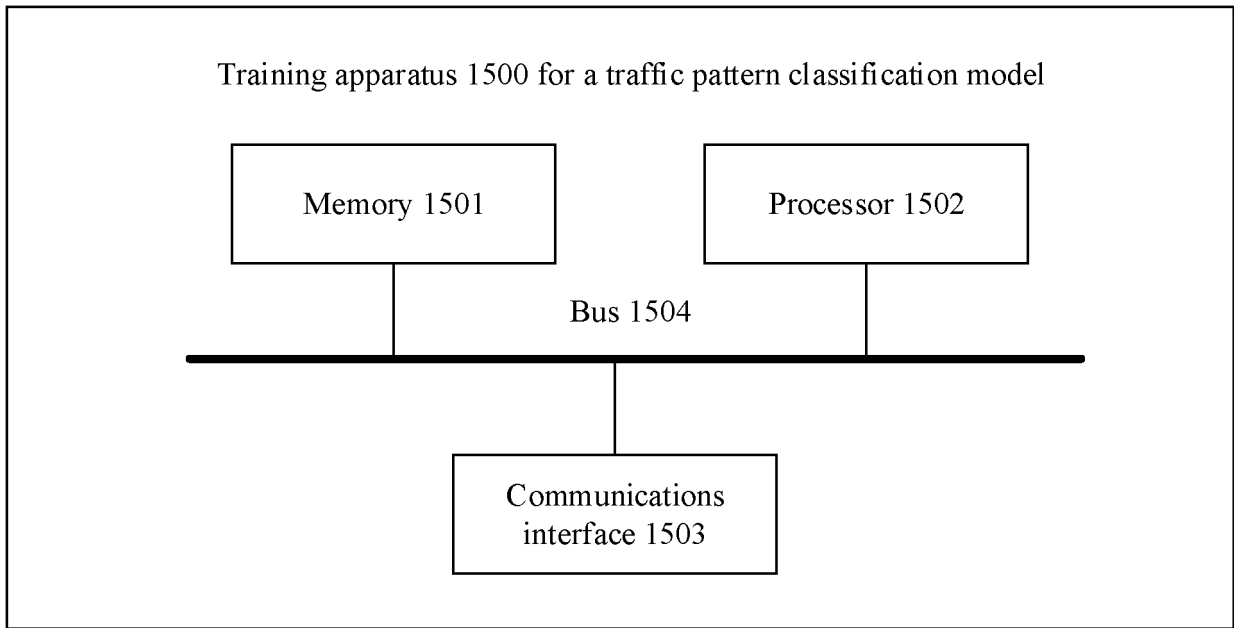 Training apparatus 1500 for a traffic pattern classification model
Memory 1501
Processor 1502
Bus 1504
Communications
interface 1503